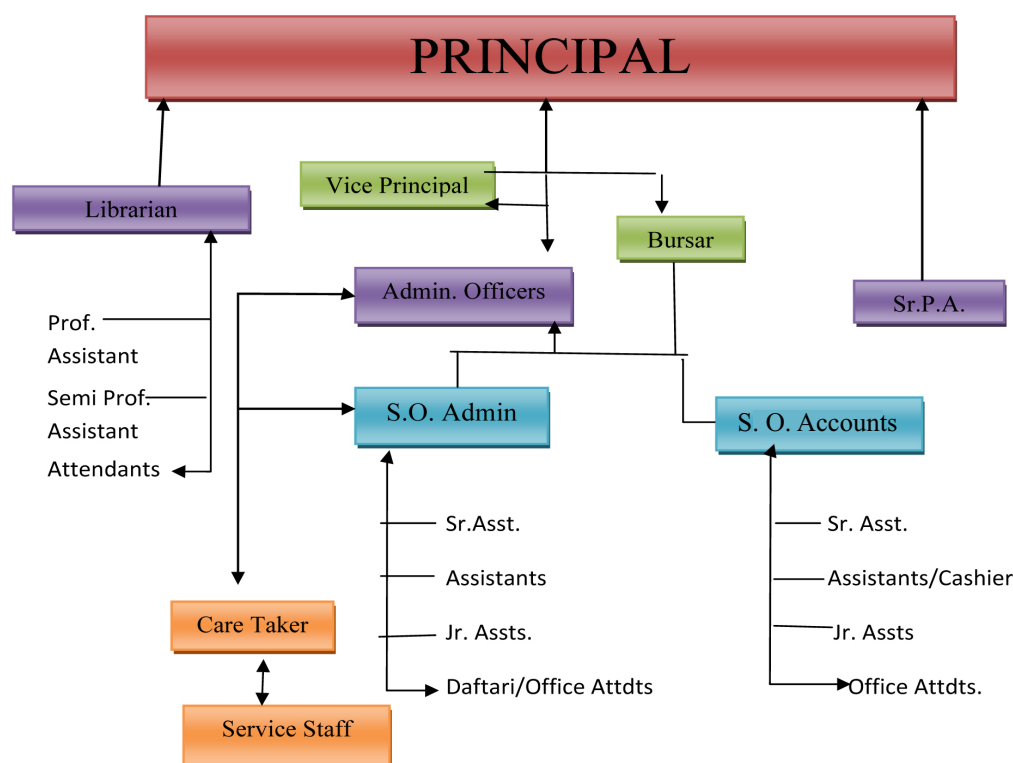 PRINCIPAL
Vice Principal
Librarian
Bursar
Admin. Officers
Sr.P.A.
Prof.
Assistant
Semi Prof.
Assistant
Attendants
S.O. Admin
S. O. Accounts
Sr.Asst.
Assistants
Jr. Assts.
Daftari/Office Attdts
Sr. Asst.
Assistants/Cashier
Jr. Assts
Office Attdts.
Care Taker
Service Staff